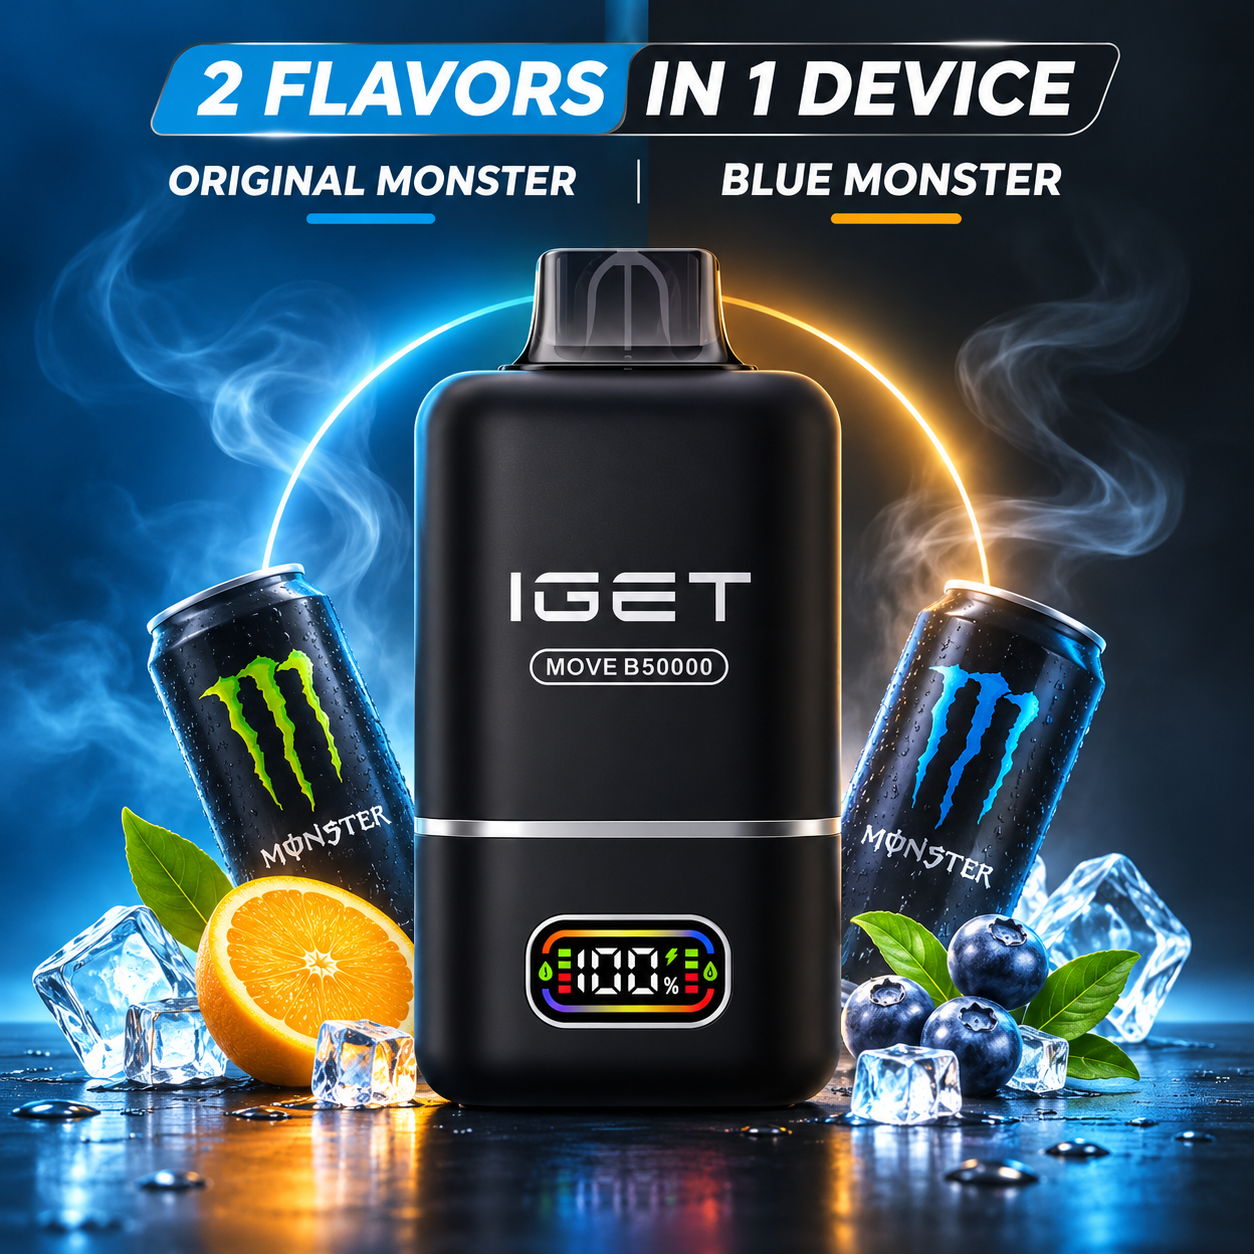 2 FLAVORS IN 1 DEVICE
ORIGINAL MONSTER | BLUE MONSTER
IGET
MOVE B50000
MONSTER
MONSTER
100%